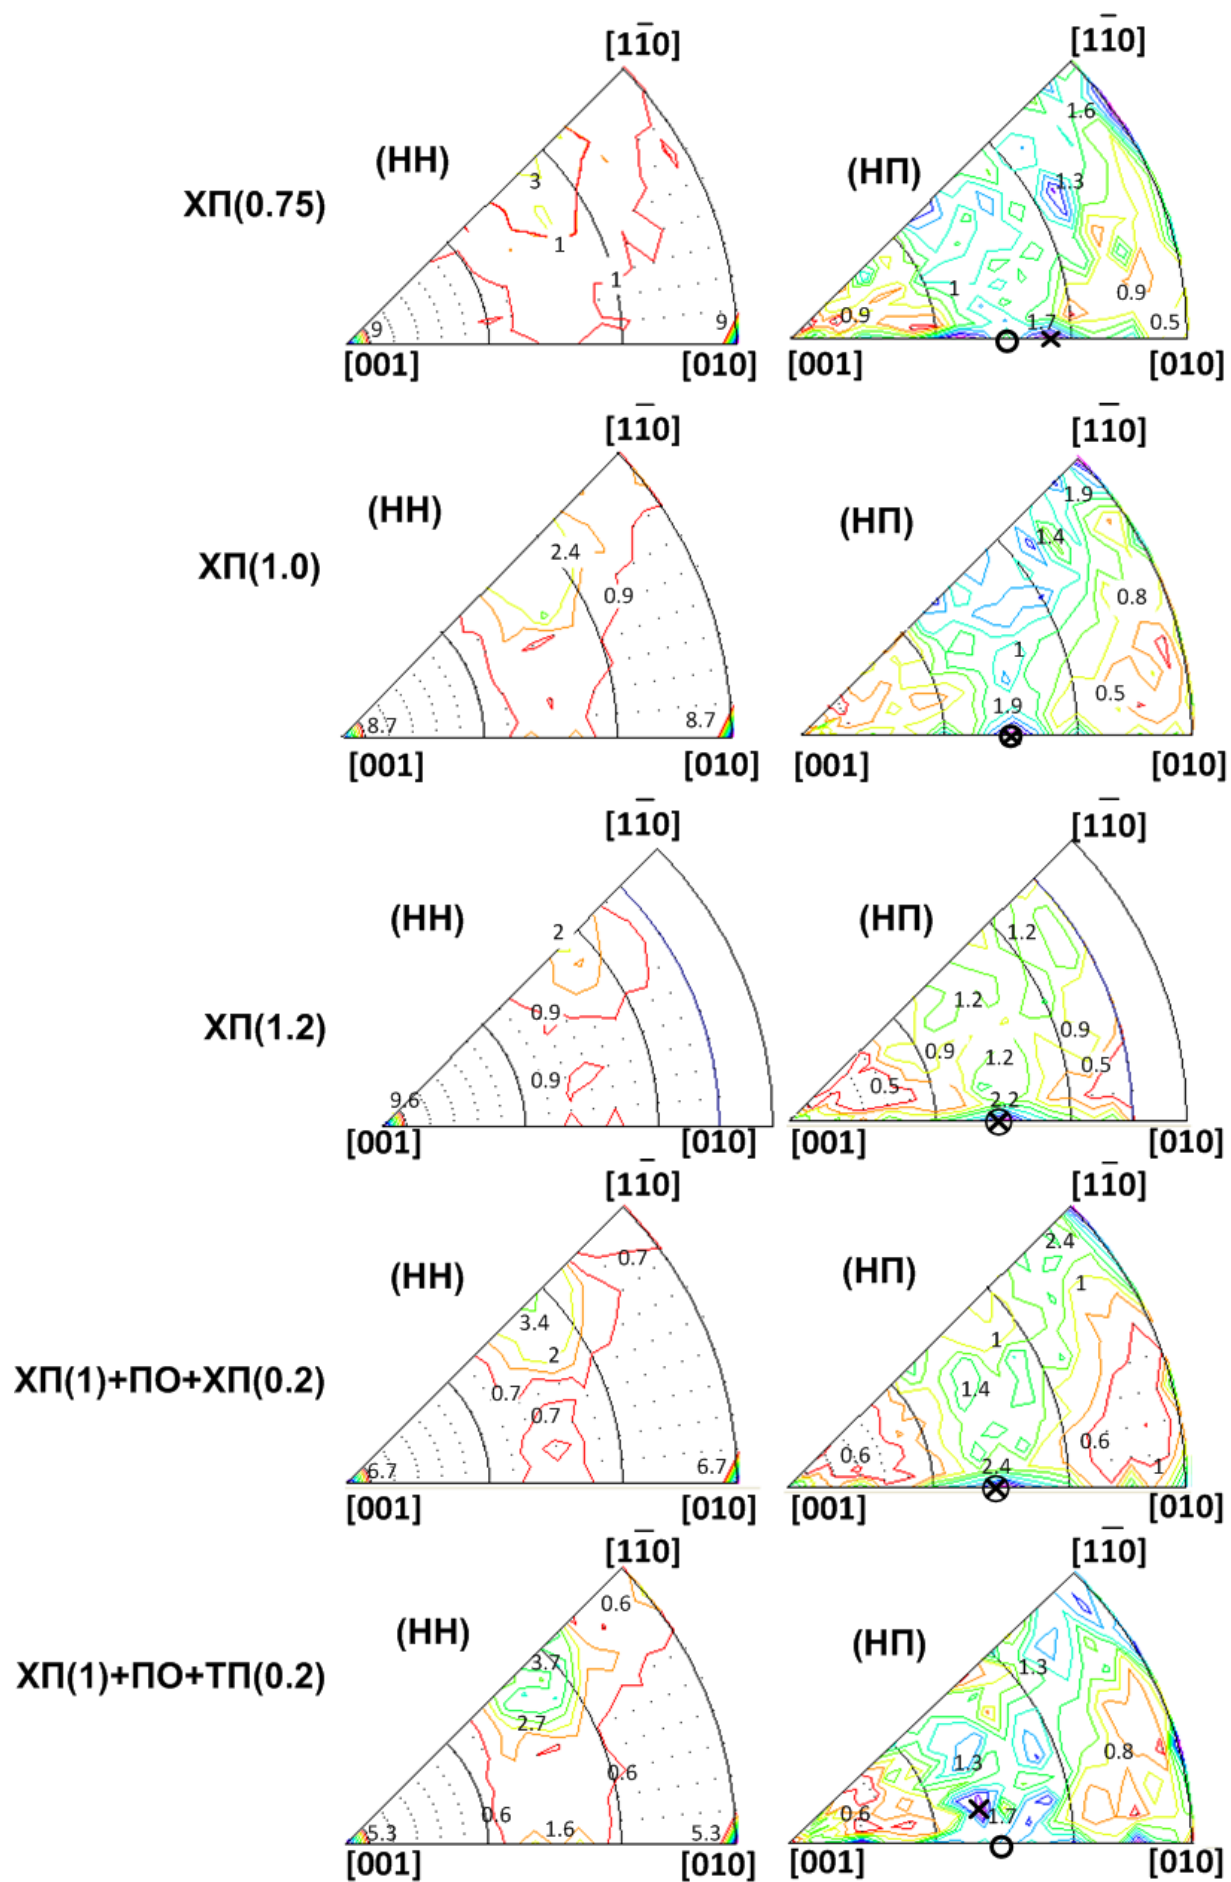 [11̅0] [11̅0]
ХП(0.75) (НН) (НП)
3 1 1 9 9
1.6 1.3 1 0.9 0.9 1.7 0.5
[001] [010] [001] [010]
[11̅0] [11̅0]
ХП(1.0) (НН) (НП)
2.4 0.9 8.7 8.7
1.9 1.4 0.8 1 0.5 1.9
[001] [010] [001] [010]
[11̅0] [11̅0]
ХП(1.2) (НН) (НП)
2 0.9 0.9 9.6
1.2 1.2 0.9 0.9 1.2 0.5 0.5 2.2
[001] [010] [001] [010]
[11̅0] [11̅0]
ХП(1)+ПО+ХП(0.2) (НН) (НП)
0.7 3.4 2 0.7 0.7 6.7 6.7
2.4 1 1 1.4 0.6 0.6 2.4 1
[001] [010] [001] [010]
[11̅0] [11̅0]
ХП(1)+ПО+ТП(0.2) (НН) (НП)
0.6 3.7 2.7 0.6 0.6 1.6 5.3 5.3
1.3 1.3 0.8 0.6 1.7
[001] [010] [001] [010]